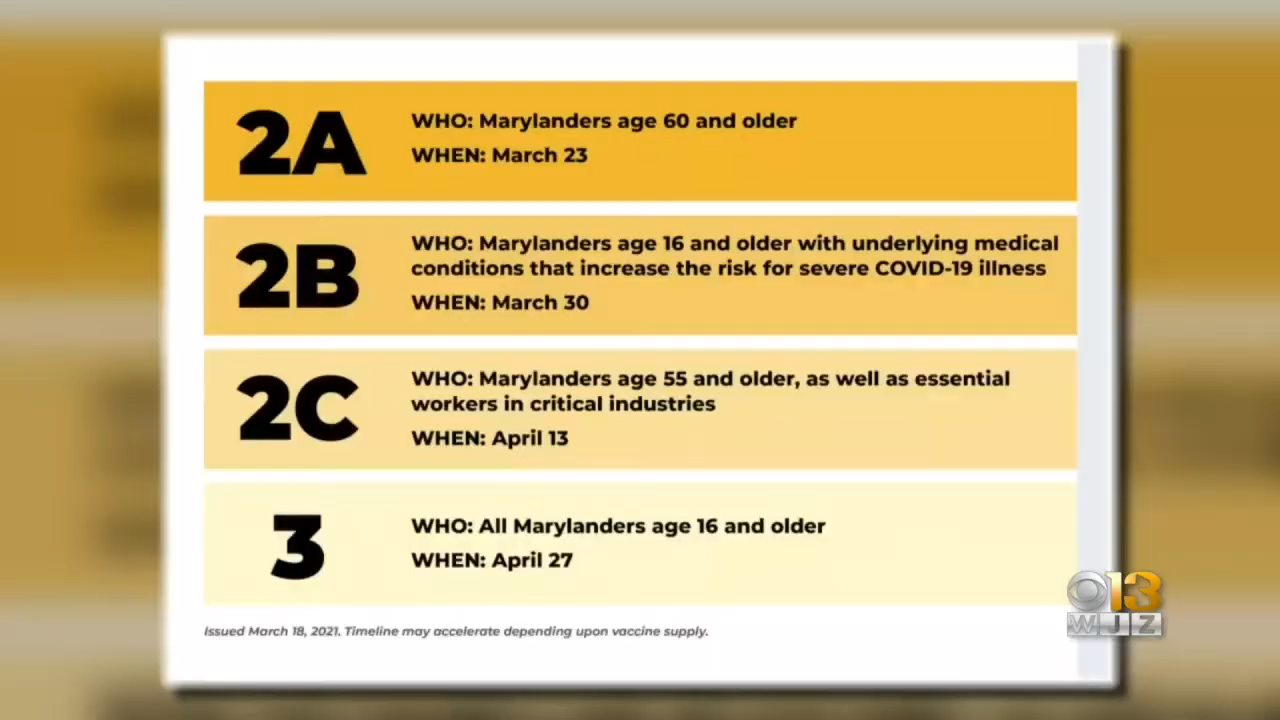 2A
WHO: Marylanders age 60 and older
WHEN: March 23
2B
WHO: Marylanders age 16 and older with underlying medical
conditions that increase the risk for severe COVID-19 illness
WHEN: March 30
2C
WHO: Marylanders age 55 and older, as well as essential
workers in critical industries
WHEN: April 13
3
WHO: All Marylanders age 16 and older
WHEN: April 27
Issued March 18, 2021. Timeline may accelerate depending upon vaccine supply.
13
WJZ